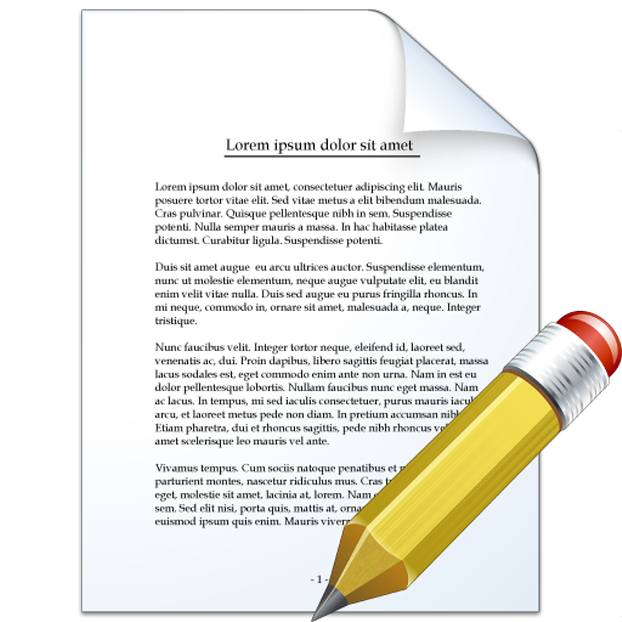 Lorem ipsum dolor sit amet
Lorem ipsum dolor sit amet, consectetuer adipiscing elit. Mauris
posuere tortor vitae elit. Sed vitae metus a elit bibendum malesuada.
Cras pulvinar. Quisque pellentesque nibh in sem. Suspendisse
potenti. Nulla semper mauris a massa. In hac habitasse platea
dictumst. Curabitur ligula. Suspendisse potenti.
Duis sit amet augue eu arcu ultrices auctor. Suspendisse elementum,
nunc ut molestie elementum, neque augue vulputate elit, eu blandit
enim velit vitae nulla. Duis sed augue eu purus fringilla rhoncus. In
mi neque, commodo in, ornare sit amet, malesuada a, neque. Integer
tristique.
Nunc faucibus velit. Integer tortor neque, eleifend id, laoreet sed,
venenatis ac, dui. Proin dapibus, libero sagittis feugiat placerat, massa
lacus sodales est, eget commodo enim ante non urna. Nam in est eu
dolor pellentesque lobortis. Nullam faucibus nunc eget massa. Nam
ac lacus. In tempus, mi sed iaculis consectetuer, purus mauris iacul
arcu, et laoreet metus pede non diam. In pretium accumsan nibh
Etiam pharetra, dui et rhoncus sagittis, pede nibh rhoncus vel
amet scelerisque leo mauris vel ante.
Vivamus tempus. Cum sociis natoque penatibus et
parturient montes, nascetur ridiculus mus. Cras
eget, molestie sit amet, lacinia at, lorem. Nam
sem. Sed elit nisi, porta quis, mattis at, orna
euismod ipsum quis enim. Mauris viver
- 1 -